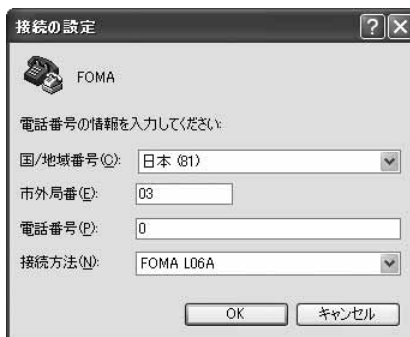 接続の設定
FOMA
電話番号の情報を入力してください:
国/地域番号(C): 日本 (81)
市外局番(E): 03
電話番号(P): 0
接続方法(N): FOMA L06A
OK キャンセル